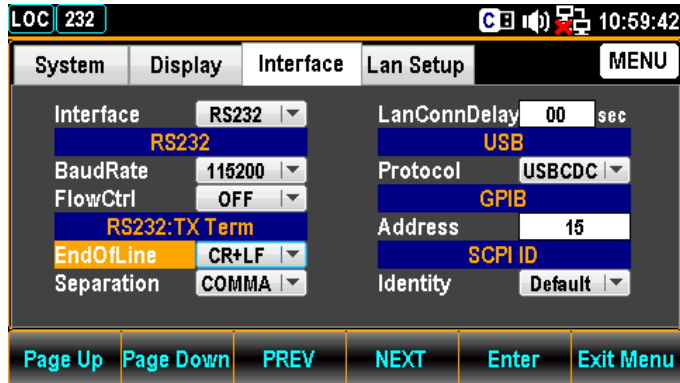 LOC 232 C 10:59:42
System Display Interface Lan Setup MENU
Interface RS232
RS232
BaudRate 115200
FlowCtrl OFF
RS232:TX Term
EndOfLine CR+LF
Separation COMMA
LanConnDelay 00 sec
USB
Protocol USBCDC
GPIB
Address 15
SCPI ID
Identity Default
Page Up Page Down PREV NEXT Enter Exit Menu